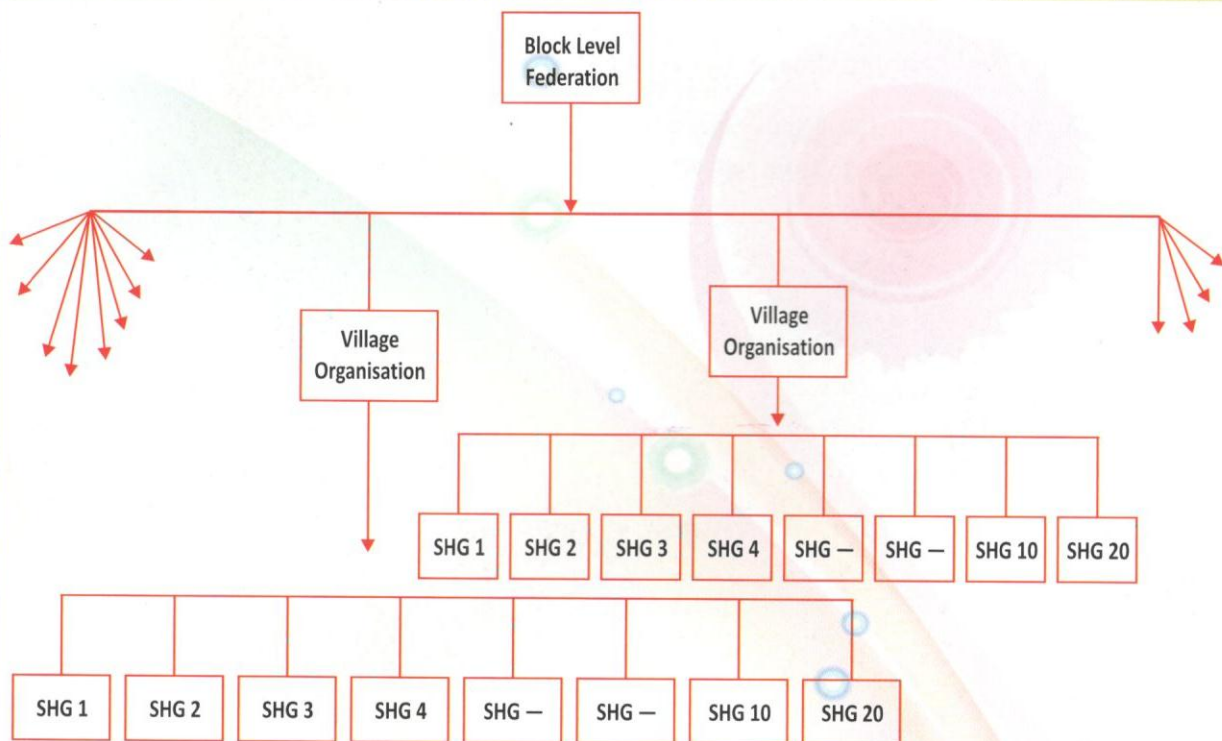 Block Level
Federation
Village
Organisation
Village
Organisation
SHG 1
SHG 2
SHG 3
SHG 4
SHG —
SHG —
SHG 10
SHG 20
SHG 1
SHG 2
SHG 3
SHG 4
SHG —
SHG —
SHG 10
SHG 20